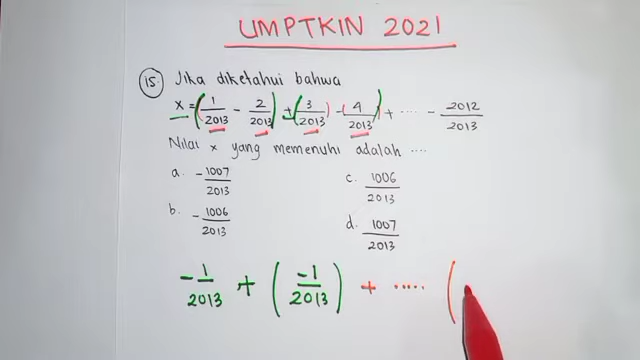 UMPTKIN 2021
15. Jika diketahui bahwa
x = (1/2013 - 2/2013) + (3/2013) - (4/2013) + .... - 2012/2013
Nilai x yang memenuhi adalah ....
a. -1007/2013 c. 1006/2013
b. -1006/2013 d. 1007/2013
-1/2013 + (-1/2013) + ..... (